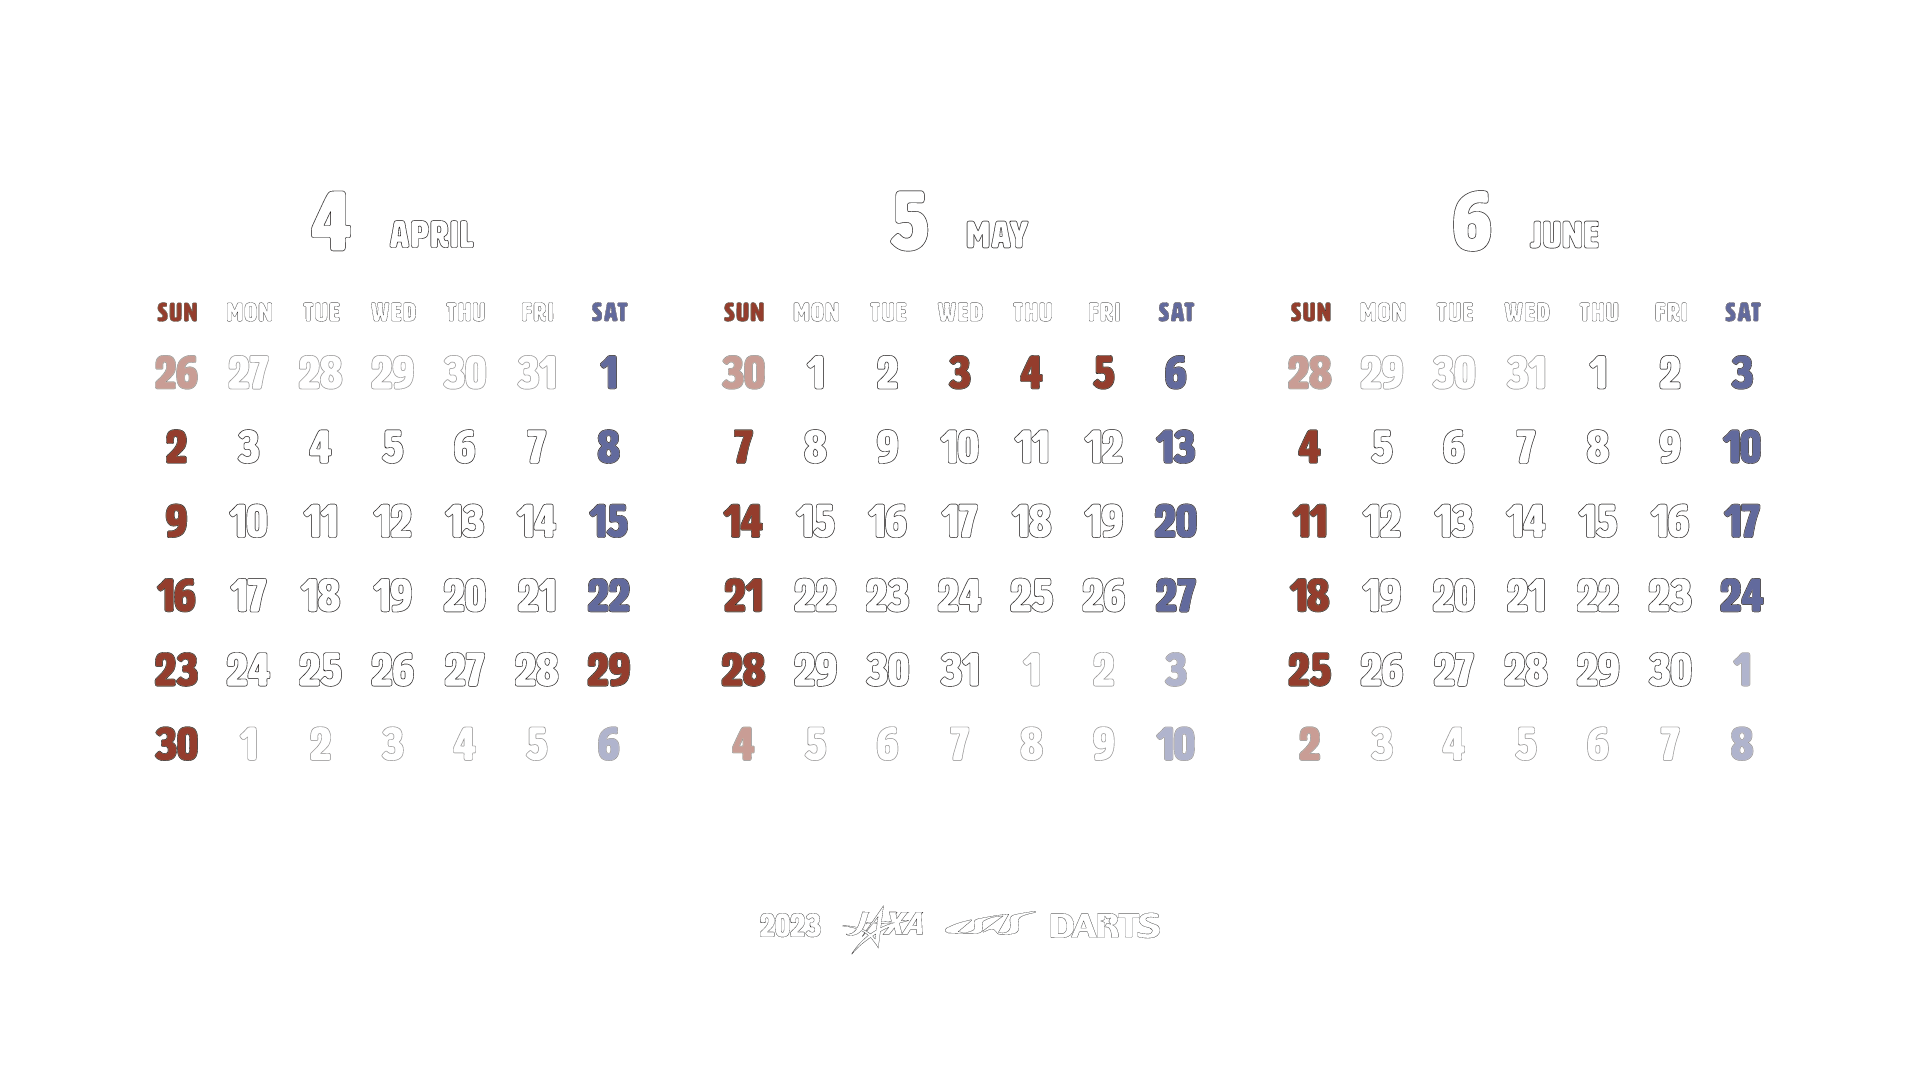 4 APRIL
SUN MON TUE WED THU FRI SAT
26 27 28 29 30 31 1
2 3 4 5 6 7 8
9 10 11 12 13 14 15
16 17 18 19 20 21 22
23 24 25 26 27 28 29
30 1 2 3 4 5 6
5 MAY
SUN MON TUE WED THU FRI SAT
30 1 2 3 4 5 6
7 8 9 10 11 12 13
14 15 16 17 18 19 20
21 22 23 24 25 26 27
28 29 30 31 1 2 3
4 5 6 7 8 9 10
6 JUNE
SUN MON TUE WED THU FRI SAT
28 29 30 31 1 2 3
4 5 6 7 8 9 10
11 12 13 14 15 16 17
18 19 20 21 22 23 24
25 26 27 28 29 30 1
2 3 4 5 6 7 8
2023 JAXA ISAS DARTS